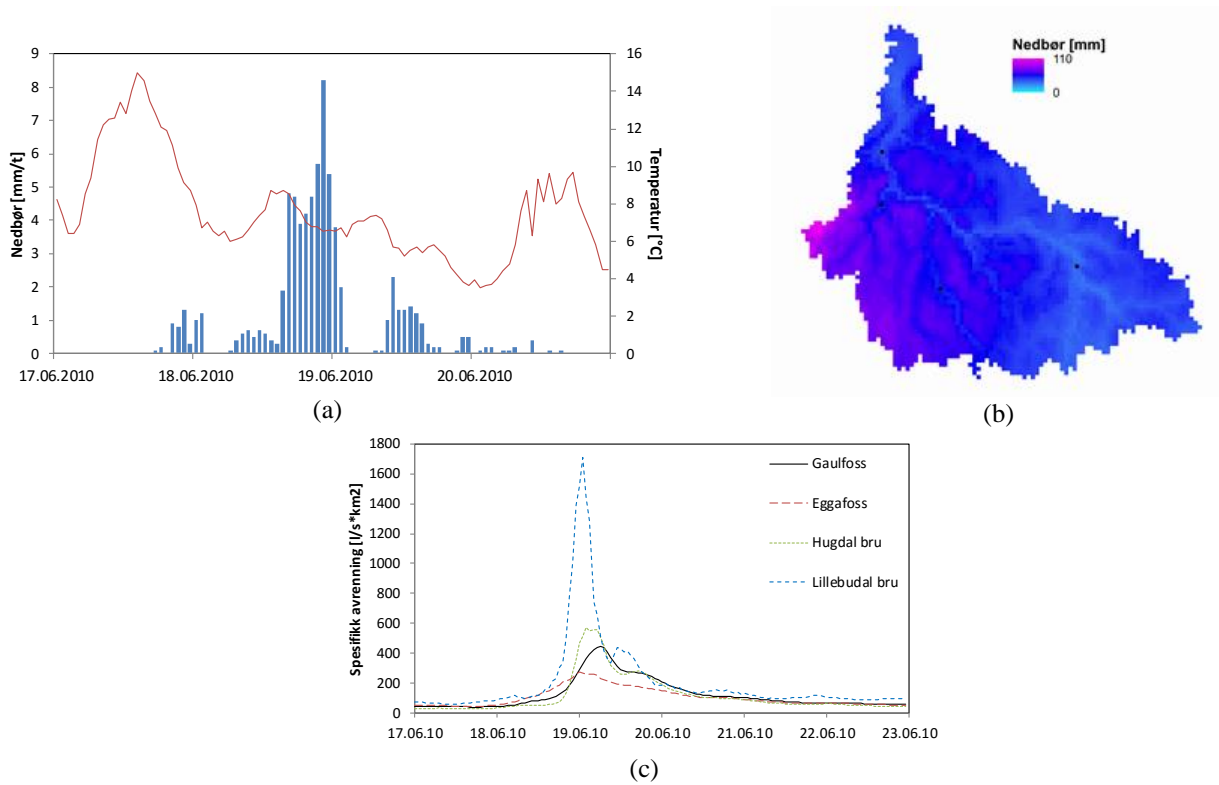 Nedbør [mm/t]
9
8
7
6
5
4
3
2
1
0
16
14
12
10
8
6
4
2
0
Temperatur [°C]
17.06.2010 18.06.2010 19.06.2010 20.06.2010
(a)
Nedbør [mm]
110
0
(b)
Spesifikk avrenning [l/s*km2]
1800
1600
1400
1200
1000
800
600
400
200
0
Gaulfoss
Eggafoss
Hugdal bru
Lillebudal bru
17.06.10 18.06.10 19.06.10 20.06.10 21.06.10 22.06.10 23.06.10
(c)